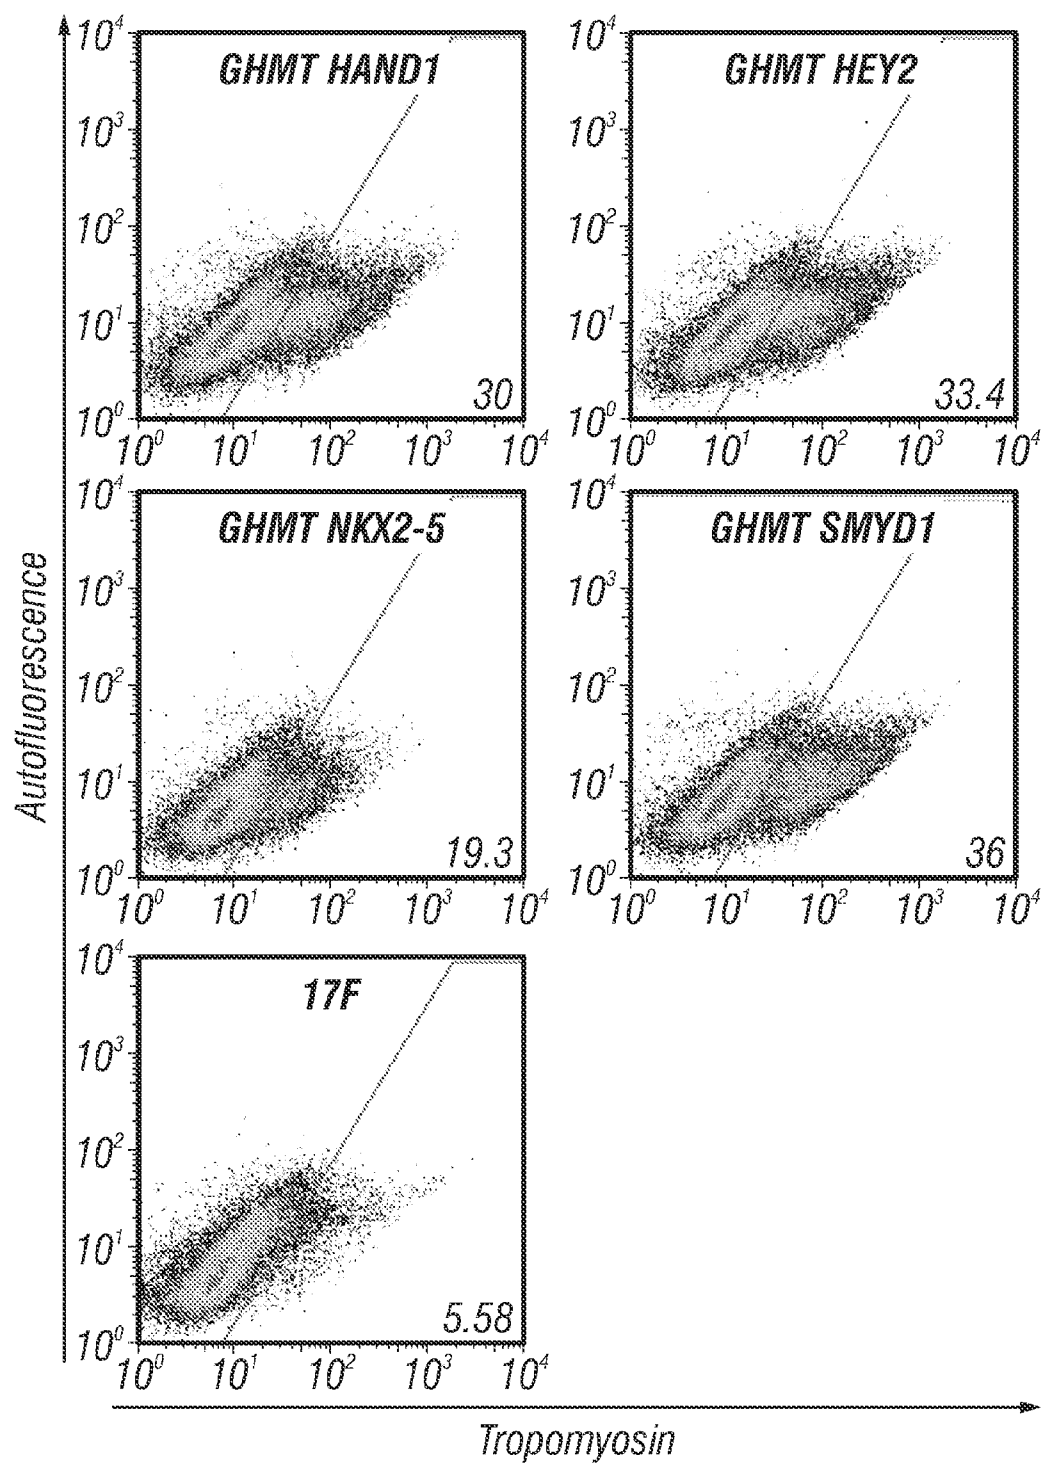 Autofluorescence
GHMT HAND1
10⁴
10³
10²
10¹
10⁰
30
10⁰ 10¹ 10² 10³ 10⁴
GHMT HEY2
10⁴
10³
10²
10¹
10⁰
33.4
10⁰ 10¹ 10² 10³ 10⁴
GHMT NKX2-5
10⁴
10³
10²
10¹
10⁰
19.3
10⁰ 10¹ 10² 10³ 10⁴
GHMT SMYD1
10⁴
10³
10²
10¹
10⁰
36
10⁰ 10¹ 10² 10³ 10⁴
17F
10⁴
10³
10²
10¹
10⁰
5.58
10⁰ 10¹ 10² 10³ 10⁴
Tropomyosin